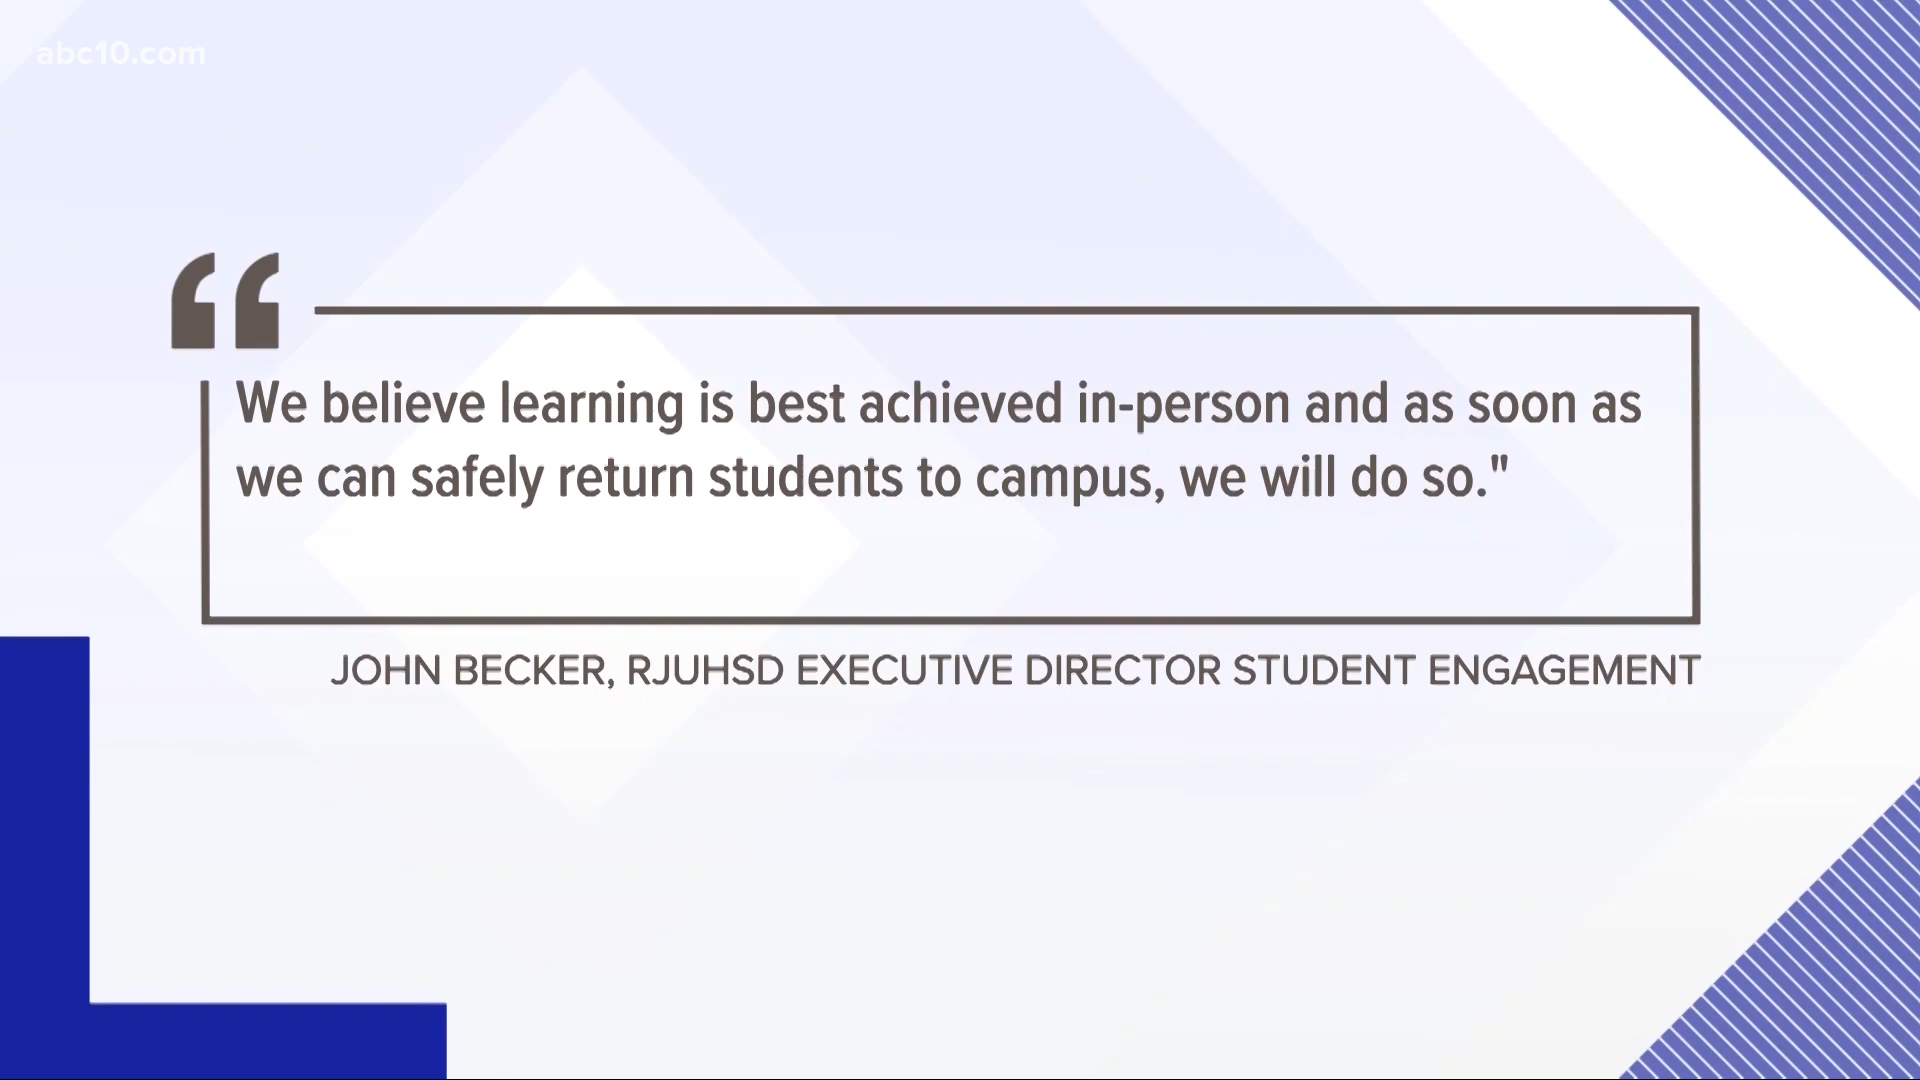 abc10.com
“
We believe learning is best achieved in-person and as soon as
we can safely return students to campus, we will do so."
JOHN BECKER, RJUHSD EXECUTIVE DIRECTOR STUDENT ENGAGEMENT